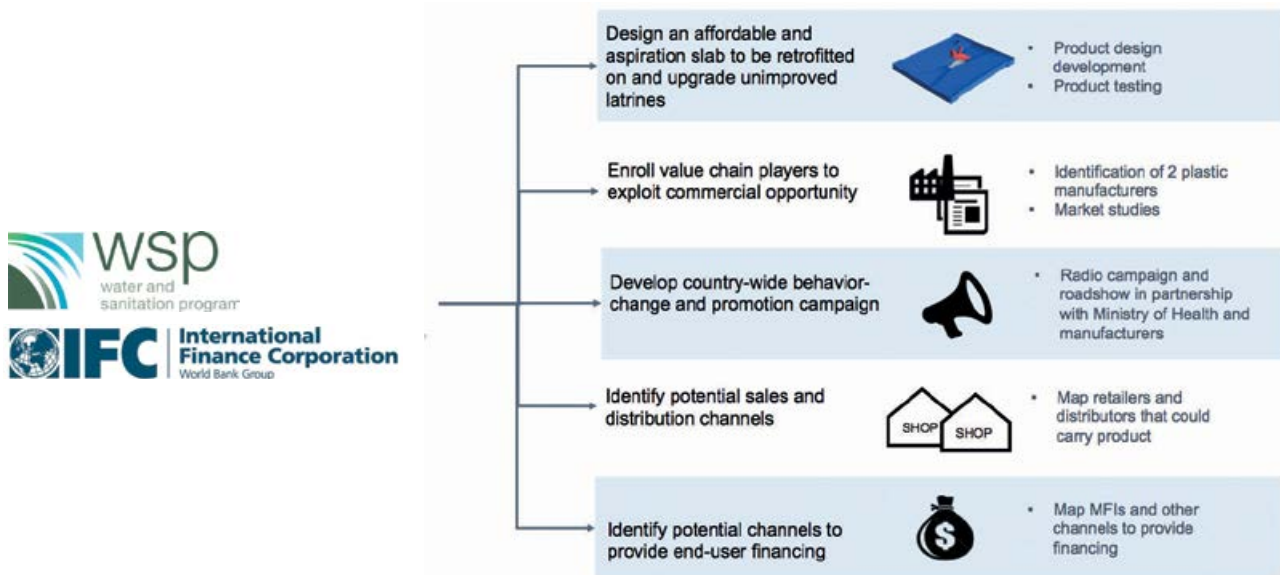 wsp
water and
sanitation program
IFC
International
Finance Corporation
World Bank Group
Design an affordable and
aspiration slab to be retrofitted
on and upgrade unimproved
latrines
• Product design
development
• Product testing
Enroll value chain players to
exploit commercial opportunity
• Identification of 2 plastic
manufacturers
• Market studies
Develop country-wide behavior-
change and promotion campaign
• Radio campaign and
roadshow in partnership
with Ministry of Health and
manufacturers
Identify potential sales and
distribution channels
SHOP
SHOP
• Map retailers and
distributors that could
carry product
Identify potential channels to
provide end-user financing
$
• Map MFIs and other
channels to provide
financing